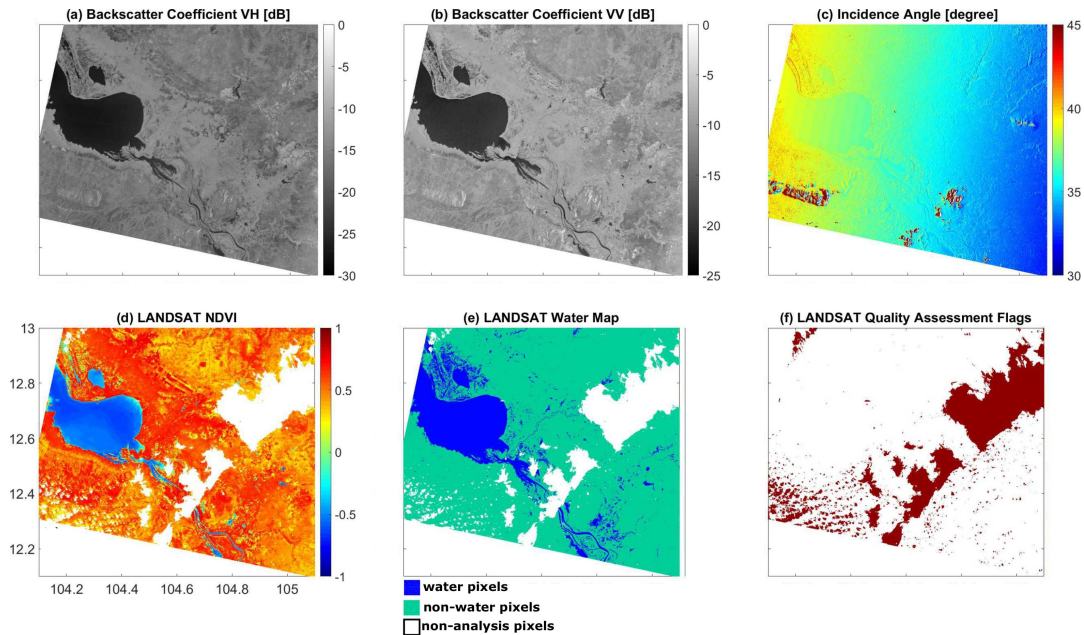 (a) Backscatter Coefficient VH [dB]
(b) Backscatter Coefficient VV [dB]
(c) Incidence Angle [degree]
0
-5
-10
-15
-20
-25
-30
0
-5
-10
-15
-20
-25
45
40
35
30
(d) LANDSAT NDVI
(e) LANDSAT Water Map
(f) LANDSAT Quality Assessment Flags
13
12.8
12.6
12.4
12.2
1
0.5
0
-0.5
-1
104.2 104.4 104.6 104.8 105
water pixels
non-water pixels
non-analysis pixels